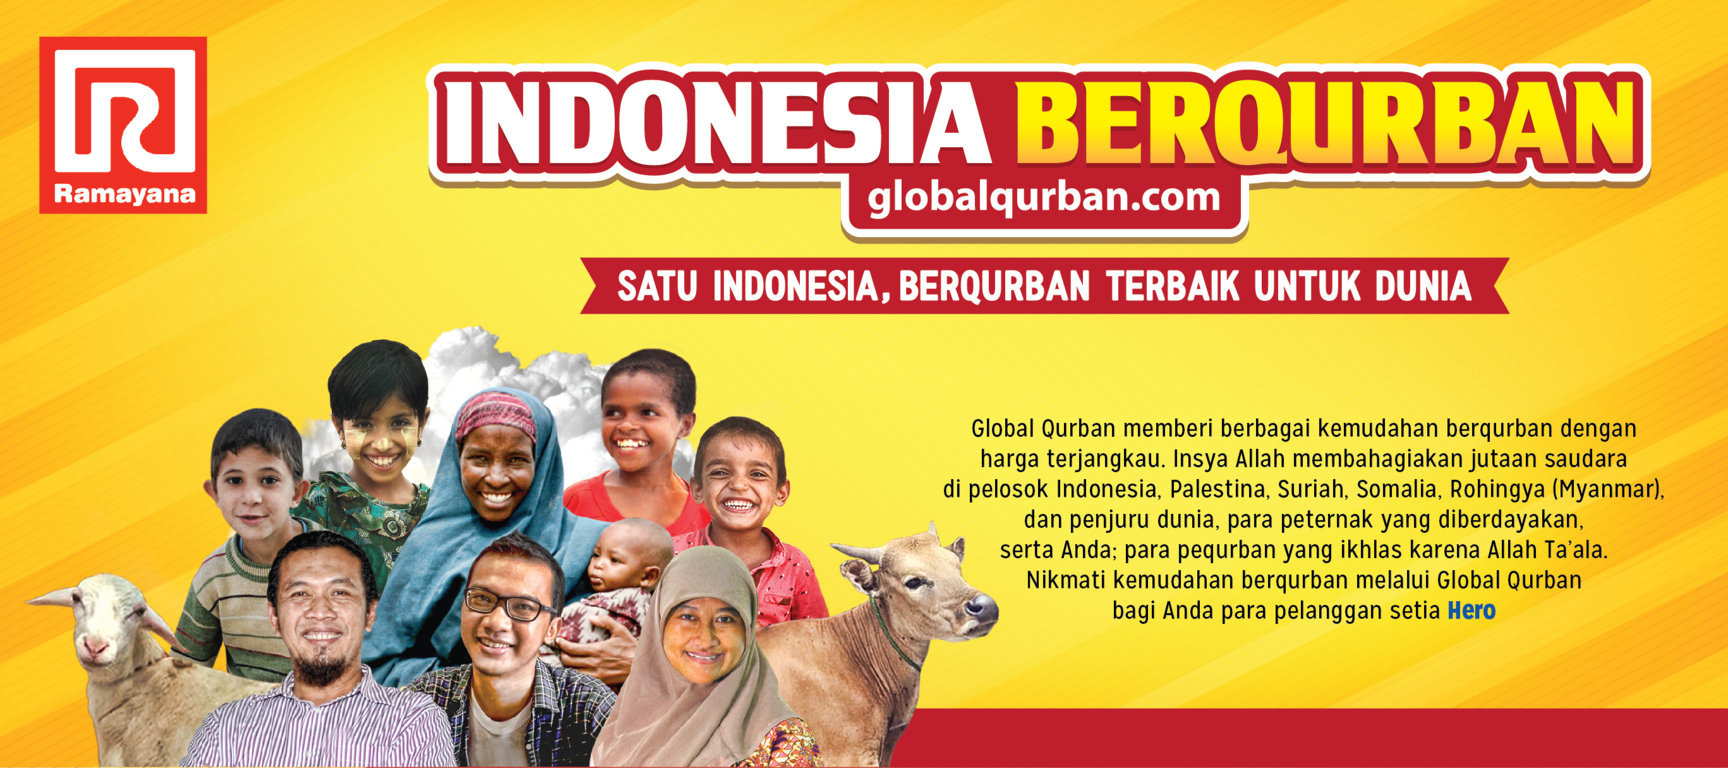 Ramayana
INDONESIA BERQURBAN
globalqurban.com
SATU INDONESIA, BERQURBAN TERBAIK UNTUK DUNIA
Global Qurban memberi berbagai kemudahan berqurban dengan
harga terjangkau. Insya Allah membahagiakan jutaan saudara
di pelosok Indonesia, Palestina, Suriah, Somalia, Rohingya (Myanmar),
dan penjuru dunia, para peternak yang diberdayakan,
serta Anda; para pequrban yang ikhlas karena Allah Ta'ala.
Nikmati kemudahan berqurban melalui Global Qurban
bagi Anda para pelanggan setia Hero